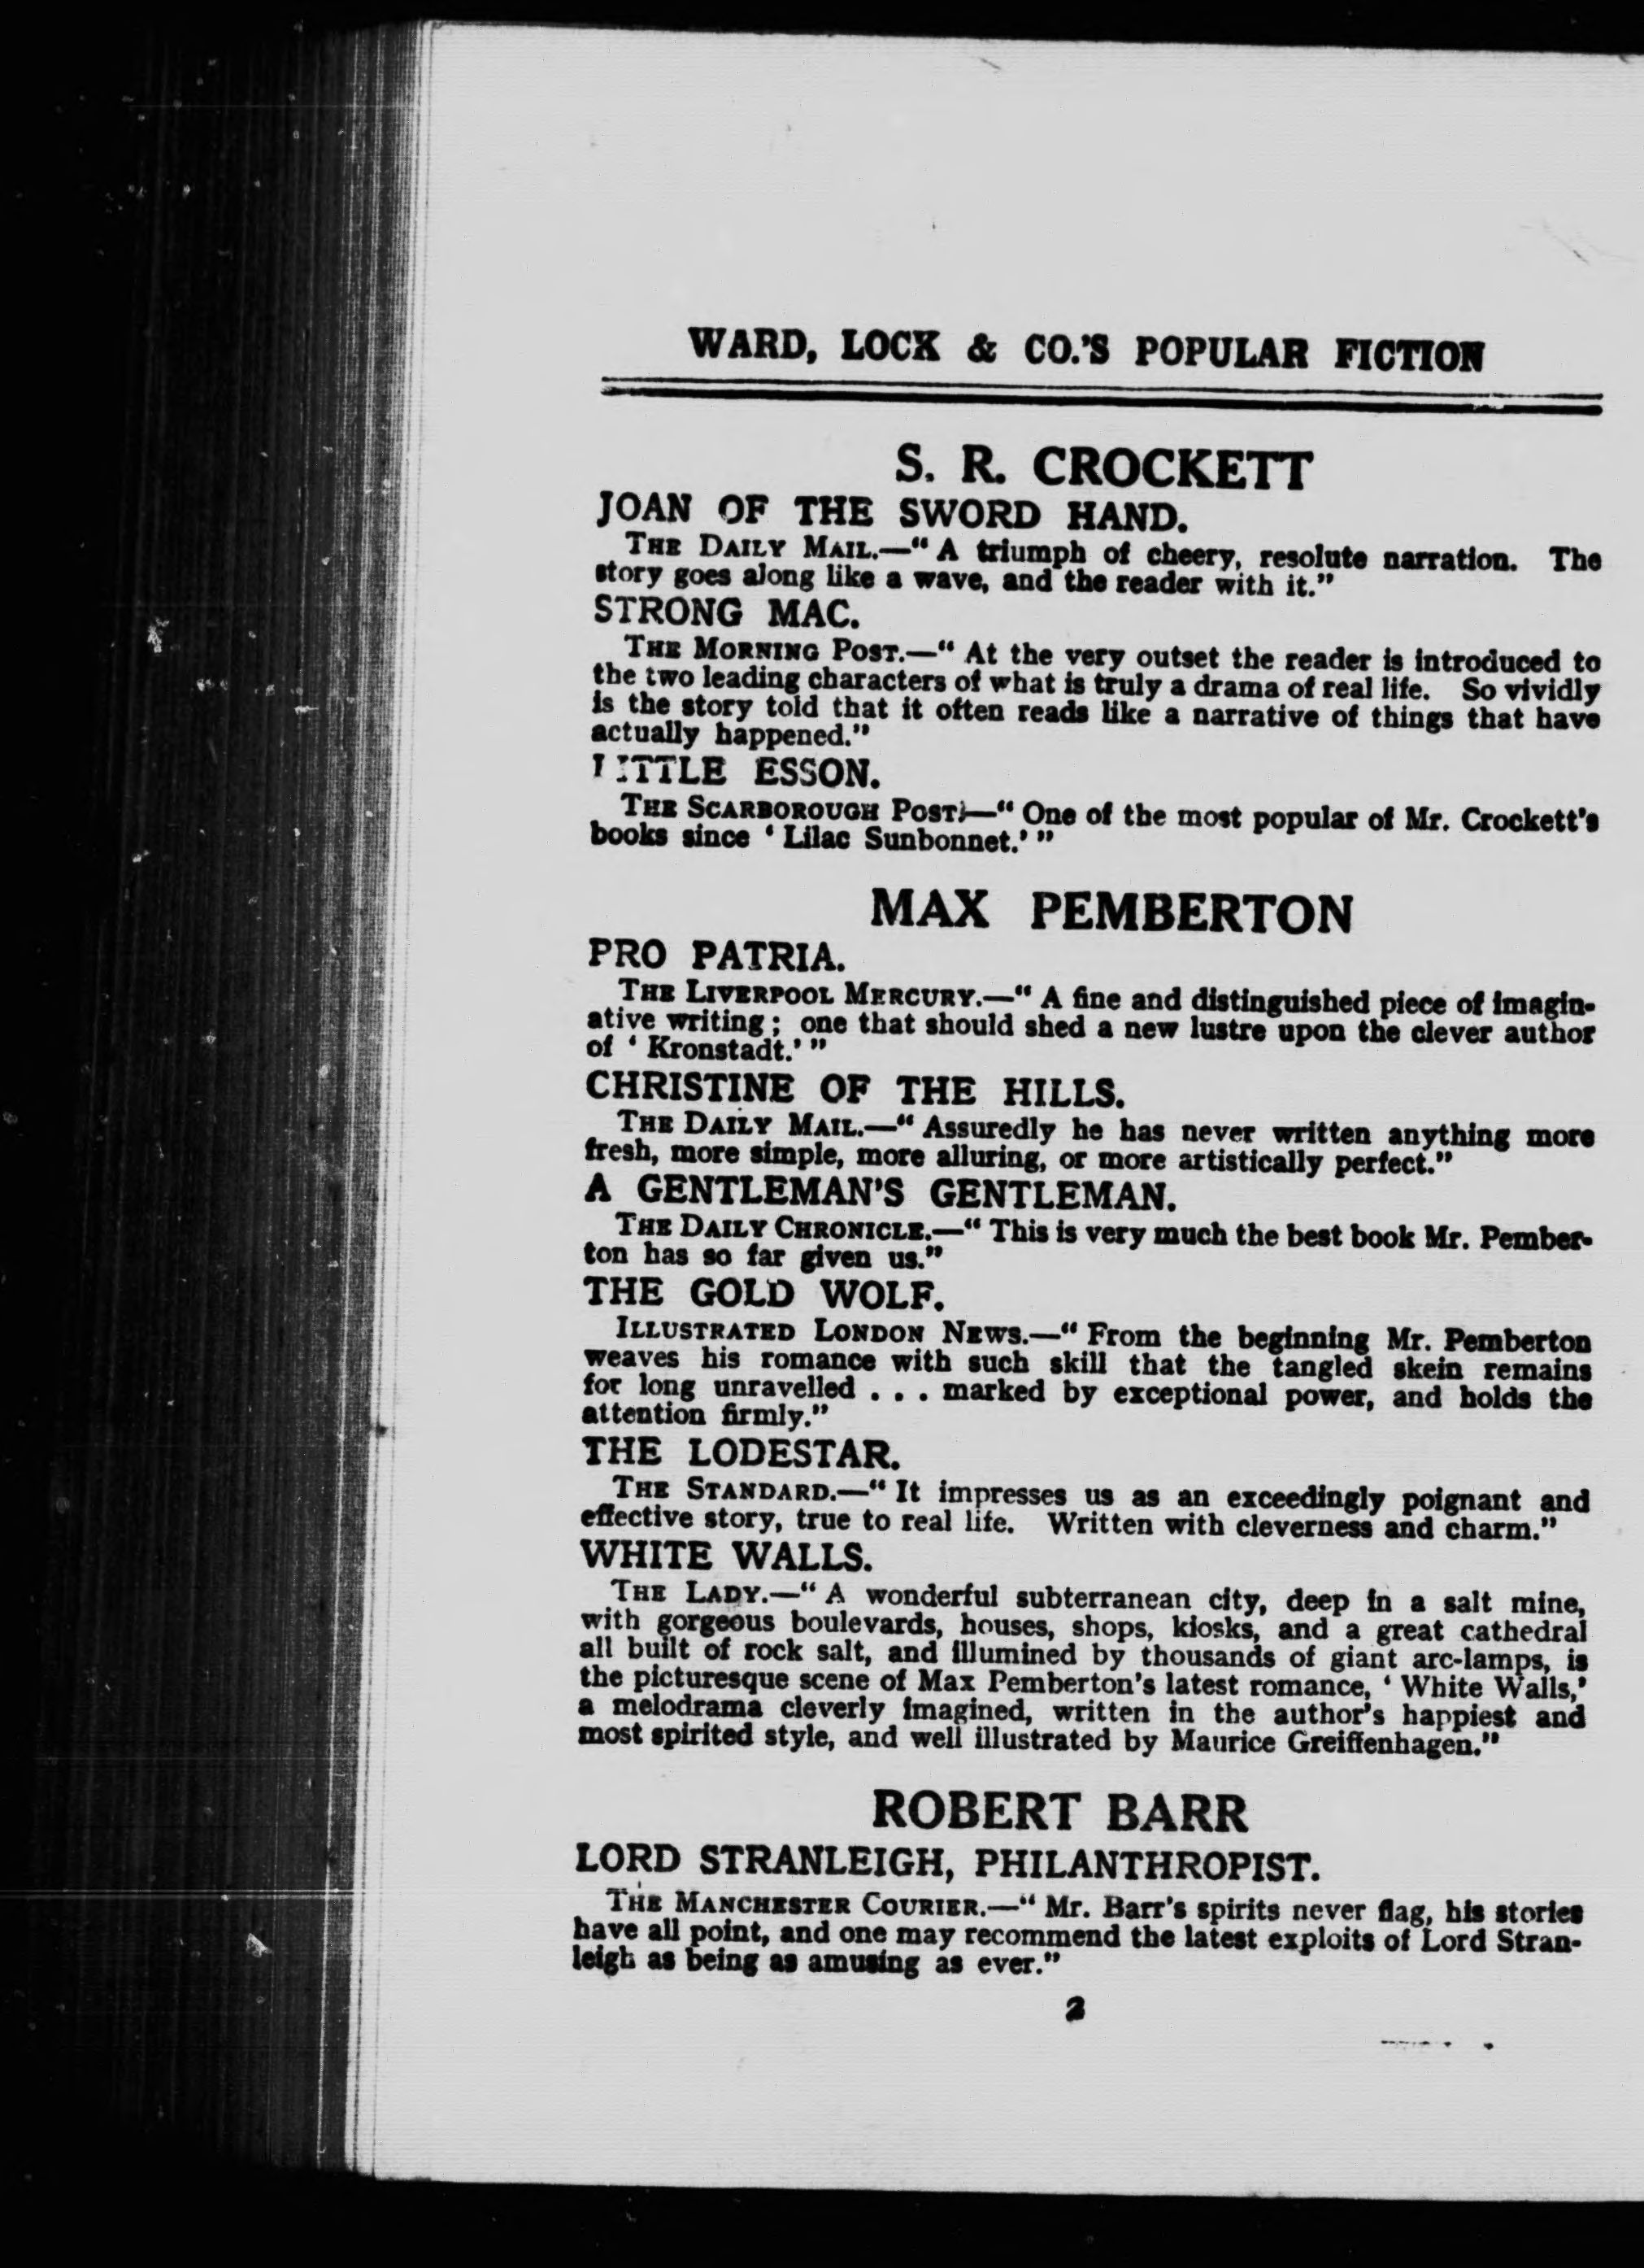 WARD, LOCK & CO.'S POPULAR FICTION
S. R. CROCKETT
JOAN OF THE SWORD HAND.
THE DAILY MAIL.—“ A triumph of cheery, resolute narration. The
story goes along like a wave, and the reader with it.”
STRONG MAC.
THE MORNING POST.—“ At the very outset the reader is introduced to
the two leading characters of what is truly a drama of real life. So vividly
is the story told that it often reads like a narrative of things that have
actually happened.”
LITTLE ESSON.
THE SCARBOROUGH POST.—“ One of the most popular of Mr. Crockett's
books since ‘ Lilac Sunbonnet.’ ”
MAX PEMBERTON
PRO PATRIA.
THE LIVERPOOL MERCURY.—“ A fine and distinguished piece of imagin-
ative writing ; one that should shed a new lustre upon the clever author
of ‘ Kronstadt.’ ”
CHRISTINE OF THE HILLS.
THE DAILY MAIL.—“ Assuredly he has never written anything more
fresh, more simple, more alluring, or more artistically perfect.”
A GENTLEMAN'S GENTLEMAN.
THE DAILY CHRONICLE.—“ This is very much the best book Mr. Pember-
ton has so far given us.”
THE GOLD WOLF.
ILLUSTRATED LONDON NEWS.—“ From the beginning Mr. Pemberton
weaves his romance with such skill that the tangled skein remains
for long unravelled . . . marked by exceptional power, and holds the
attention firmly.”
THE LODESTAR.
THE STANDARD.—“ It impresses us as an exceedingly poignant and
effective story, true to real life. Written with cleverness and charm.”
WHITE WALLS.
THE LADY.—“ A wonderful subterranean city, deep in a salt mine,
with gorgeous boulevards, houses, shops, kiosks, and a great cathedral
all built of rock salt, and illumined by thousands of giant arc-lamps, is
the picturesque scene of Max Pemberton's latest romance, ‘ White Walls,’
a melodrama cleverly imagined, written in the author's happiest and
most spirited style, and well illustrated by Maurice Greiffenhagen.”
ROBERT BARR
LORD STRANLEIGH, PHILANTHROPIST.
THE MANCHESTER COURIER.—“ Mr. Barr's spirits never flag, his stories
have all point, and one may recommend the latest exploits of Lord Stran-
leigh as being as amusing as ever.”
2